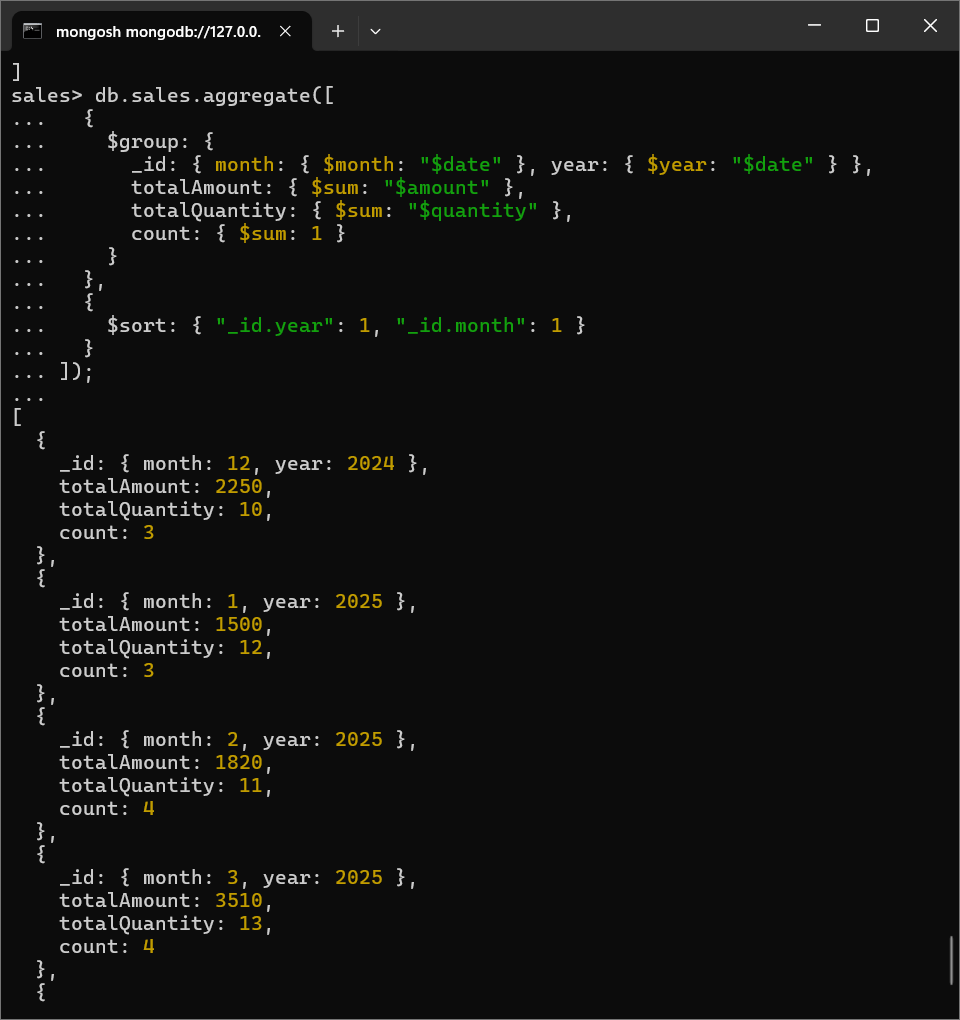 mongosh mongodb://127.0.0.
]
sales> db.sales.aggregate([
...   {
...     $group: {
...       _id: { month: { $month: "$date" }, year: { $year: "$date" } },
...       totalAmount: { $sum: "$amount" },
...       totalQuantity: { $sum: "$quantity" },
...       count: { $sum: 1 }
...     }
...   },
...   {
...     $sort: { "_id.year": 1, "_id.month": 1 }
...   }
... ]);
...
[
  {
    _id: { month: 12, year: 2024 },
    totalAmount: 2250,
    totalQuantity: 10,
    count: 3
  },
  {
    _id: { month: 1, year: 2025 },
    totalAmount: 1500,
    totalQuantity: 12,
    count: 3
  },
  {
    _id: { month: 2, year: 2025 },
    totalAmount: 1820,
    totalQuantity: 11,
    count: 4
  },
  {
    _id: { month: 3, year: 2025 },
    totalAmount: 3510,
    totalQuantity: 13,
    count: 4
  },
  {